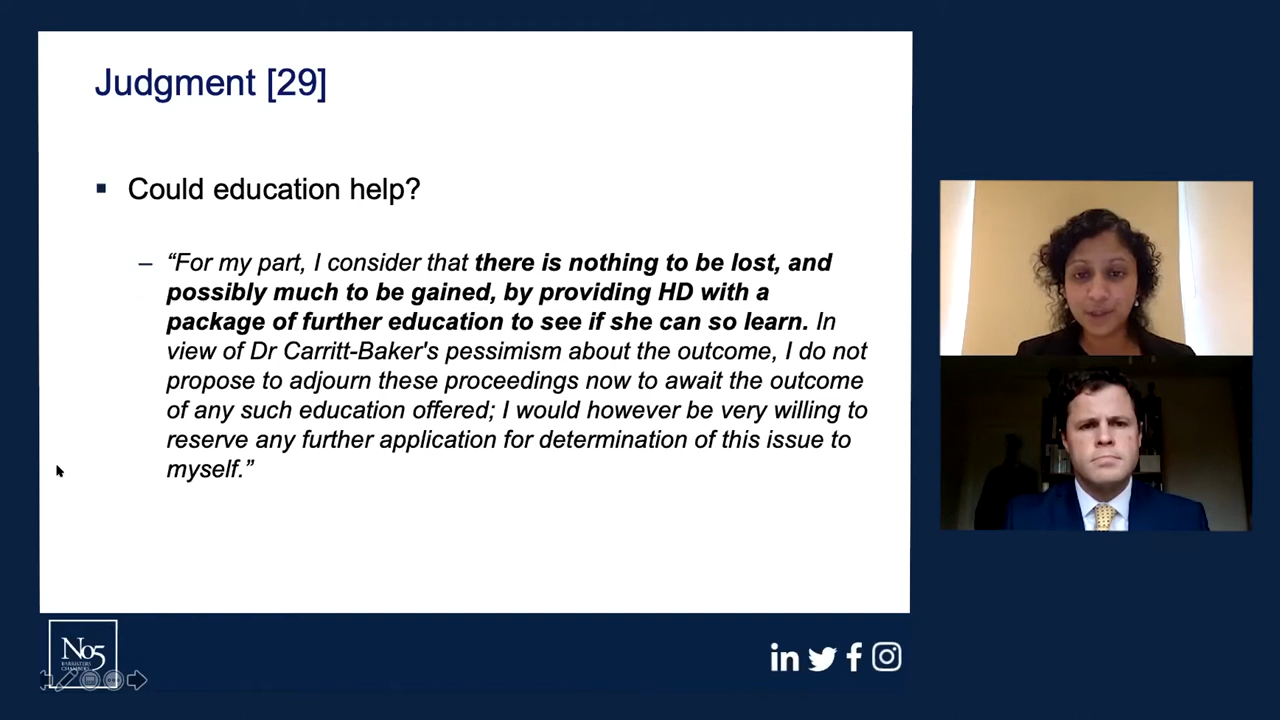 Judgment [29]
▪ Could education help?
– “For my part, I consider that there is nothing to be lost, and
possibly much to be gained, by providing HD with a
package of further education to see if she can so learn. In
view of Dr Carritt-Baker's pessimism about the outcome, I do not
propose to adjourn these proceedings now to await the outcome
of any such education offered; I would however be very willing to
reserve any further application for determination of this issue to
myself.”
No5
BARRISTERS
CHAMBERS
in